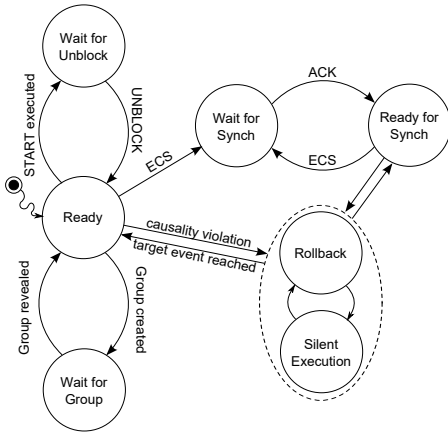 Wait for
Unblock
START executed
UNBLOCK
ACK
Wait for
Synch
Ready for
Synch
ECS
ECS
Ready
causality violation
target event reached
Rollback
Group revealed
Group created
Silent
Execution
Wait for
Group